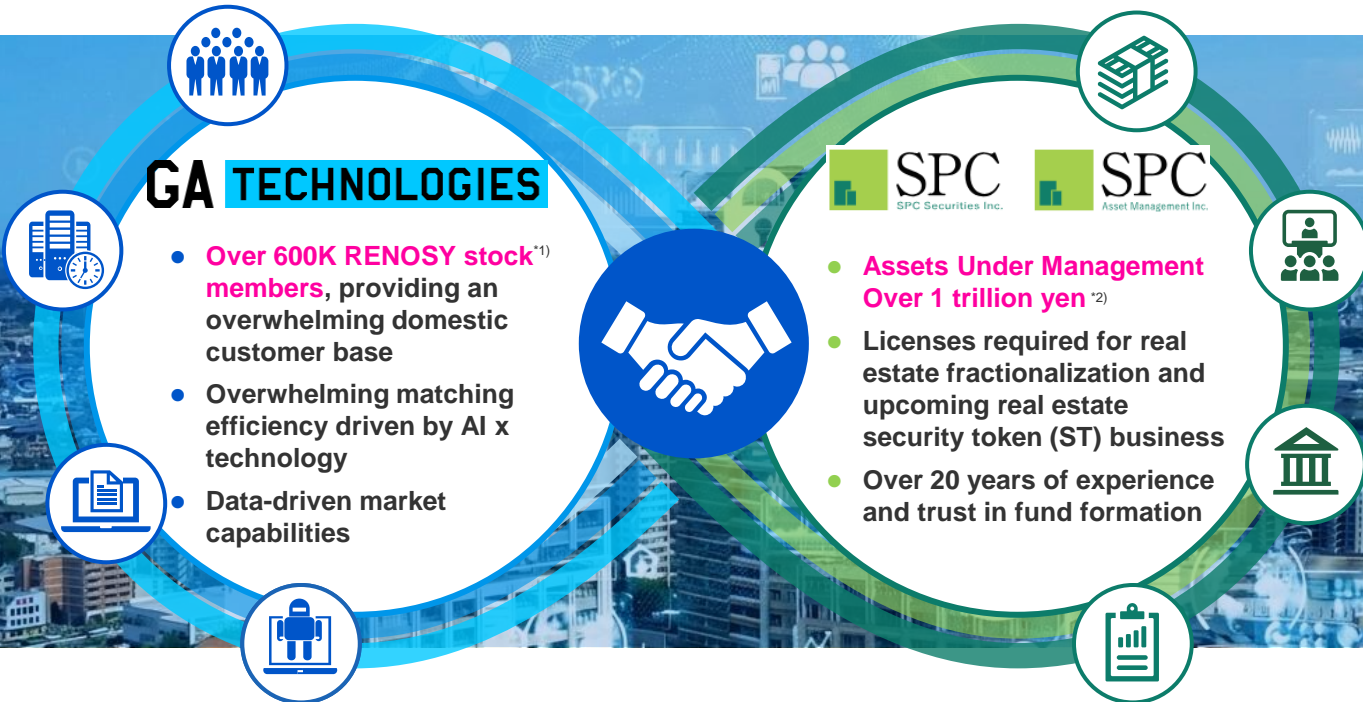 GA TECHNOLOGIES
Over 600K RENOSY stock*1)
members, providing an
overwhelming domestic
customer base
Overwhelming matching
efficiency driven by AI x
technology
Data-driven market
capabilities
SPC
SPC Securities Inc.
SPC
Asset Management Inc.
Assets Under Management
Over 1 trillion yen *2)
Licenses required for real
estate fractionalization and
upcoming real estate
security token (ST) business
Over 20 years of experience
and trust in fund formation